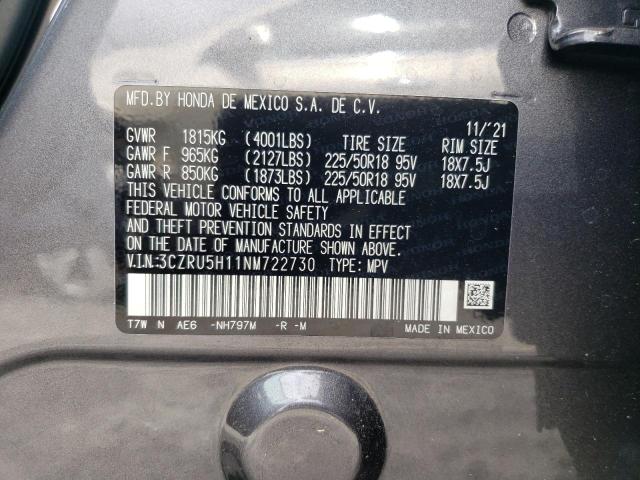 MFD.BY HONDA DE MEXICO S.A. DE C.V.
11/'21
GVWR 1815KG (4001LBS) TIRE SIZE RIM SIZE
GAWR F 965KG (2127LBS) 225/50R18 95V 18X7.5J
GAWR R 850KG (1873LBS) 225/50R18 95V 18X7.5J
THIS VEHICLE CONFORMS TO ALL APPLICABLE
FEDERAL MOTOR VEHICLE SAFETY
AND THEFT PREVENTION STANDARDS IN EFFECT
ON THE DATE OF MANUFACTURE SHOWN ABOVE.
V.I.N.:3CZRU5H11NM722730 TYPE: MPV
T7W N AE6 -NH797M -R -M
MADE IN MEXICO